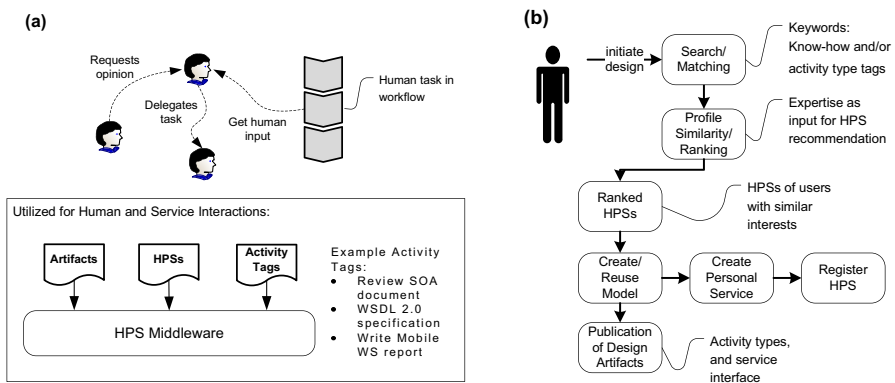 (a)
Requests
opinion
Delegates
task
Get human
input
Human task in
workflow
Utilized for Human and Service Interactions:
Artifacts
HPSs
Activity
Tags
HPS Middleware
Example Activity
Tags:
• Review SOA
document
• WSDL 2.0
specification
• Write Mobile
WS report
(b)
initiate
design
Search/
Matching
Keywords:
Know-how and/or
activity type tags
Profile
Similarity/
Ranking
Expertise as
input for HPS
recommendation
Ranked
HPSs
HPSs of users
with similar
interests
Create/
Reuse
Model
Create
Personal
Service
Register
HPS
Publication
of Design
Artifacts
Activity types,
and service
interface